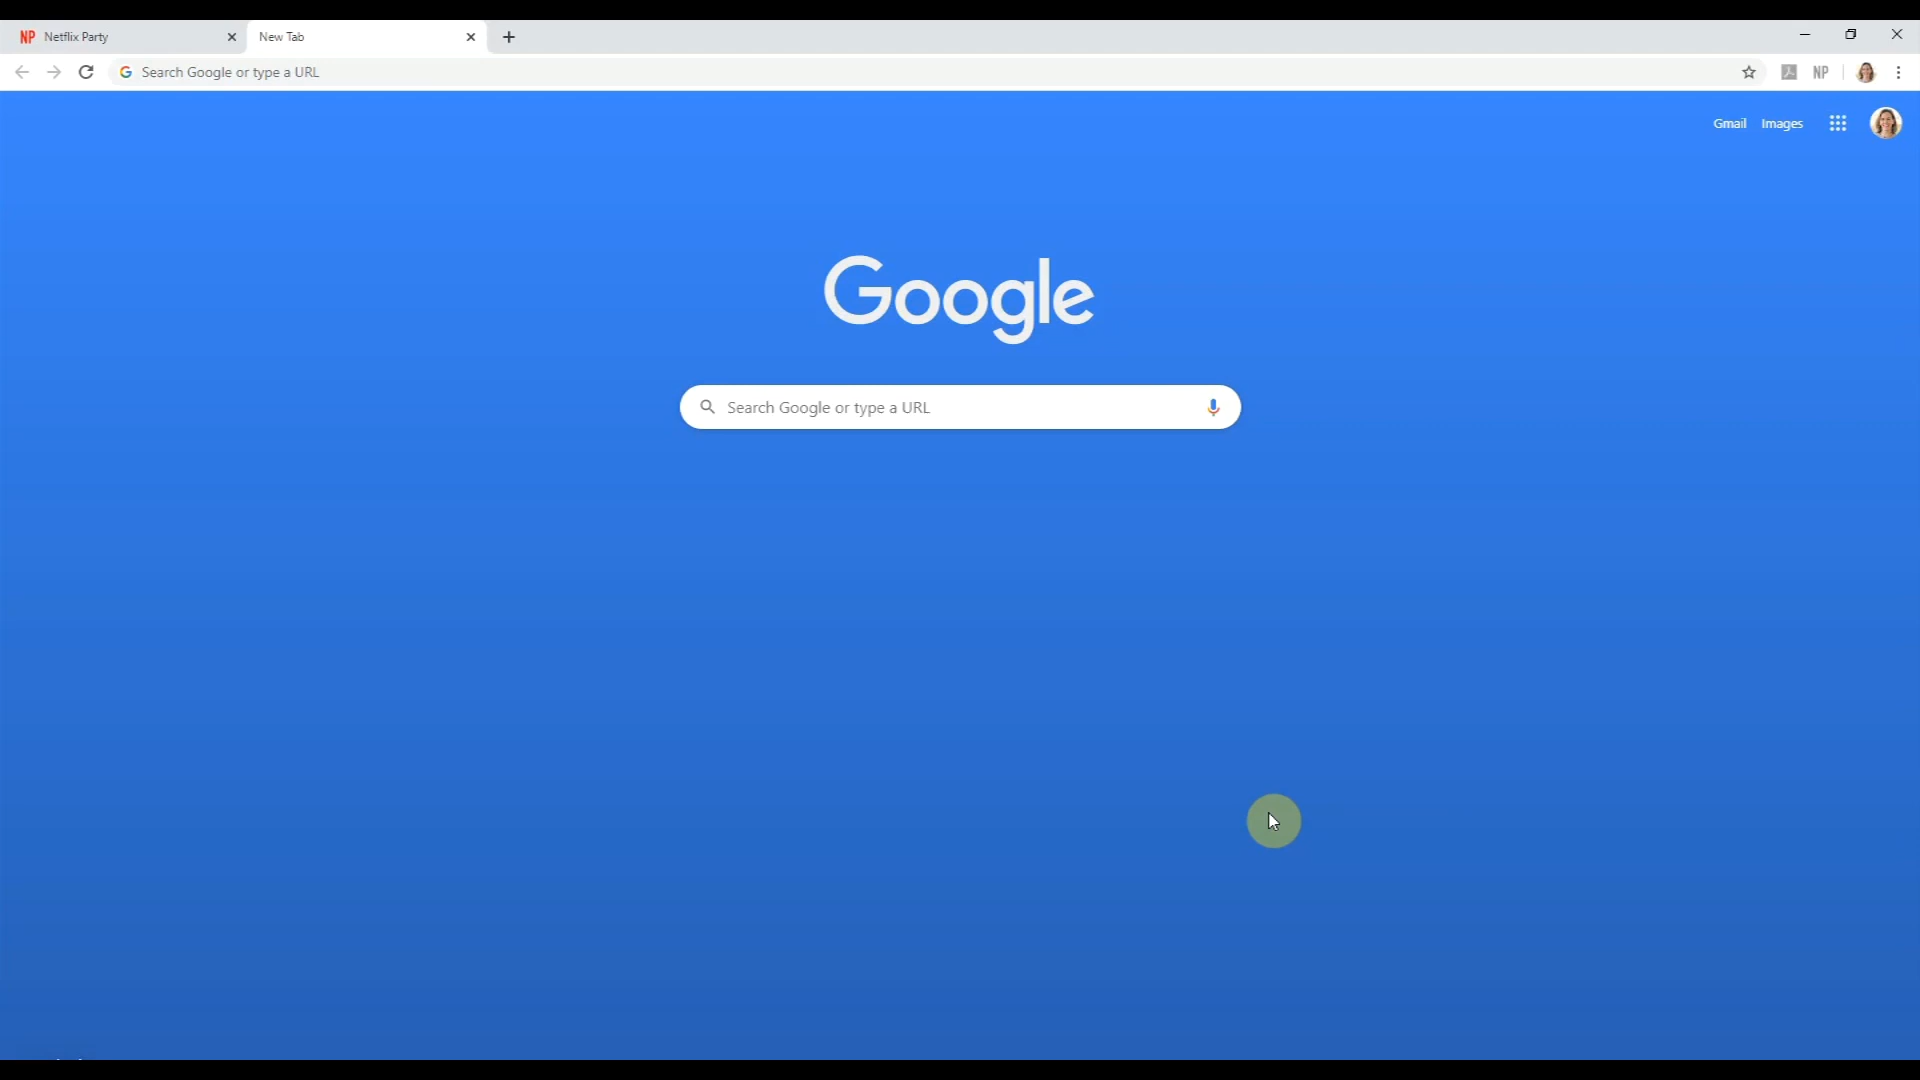 NP Netflix Party
New Tab
Search Google or type a URL
NP
Gmail Images
Google
Search Google or type a URL